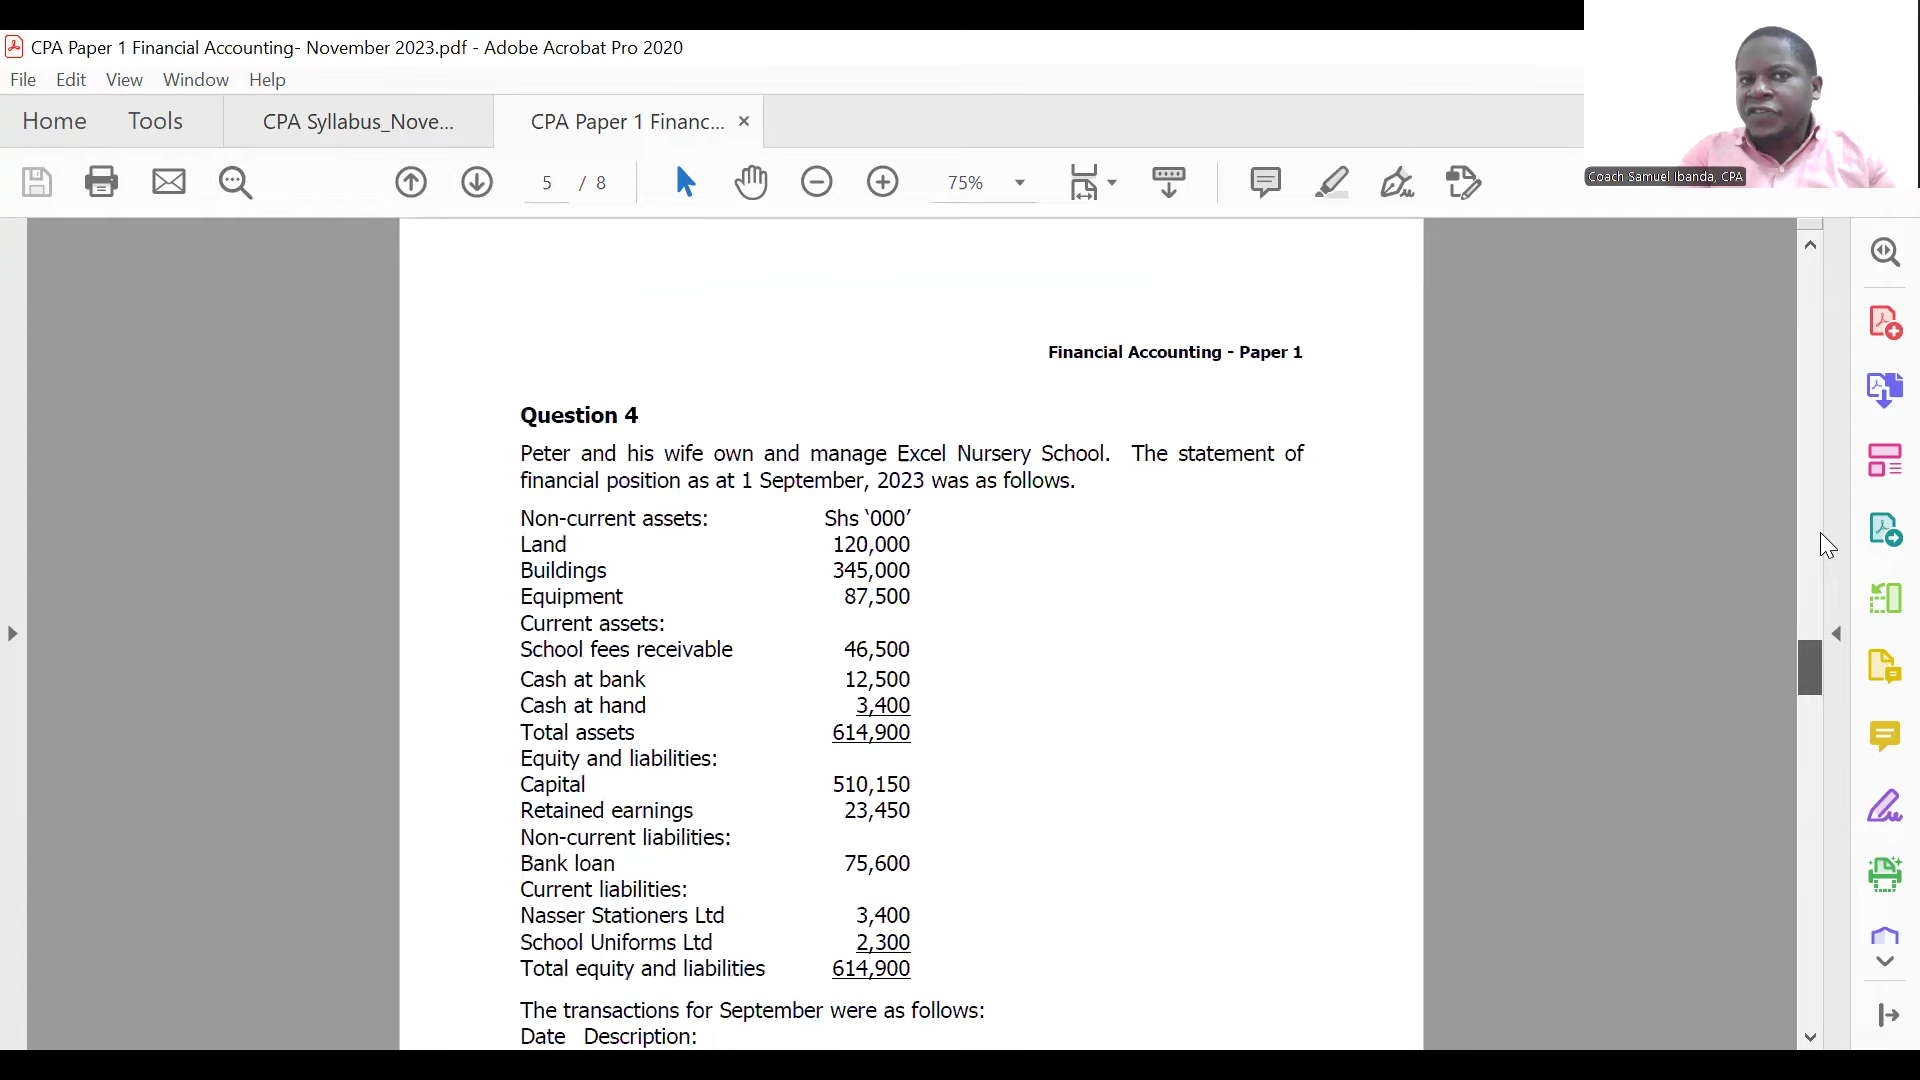 CPA Paper 1 Financial Accounting- November 2023.pdf - Adobe Acrobat Pro 2020
File Edit View Window Help
Home Tools CPA Syllabus_Nove... CPA Paper 1 Financ... ×
5 / 8 75%
Coach Samuel Ibanda, CPA
Financial Accounting - Paper 1
Question 4
Peter and his wife own and manage Excel Nursery School. The statement of
financial position as at 1 September, 2023 was as follows.
Non-current assets: Shs ‘000’
Land 120,000
Buildings 345,000
Equipment 87,500
Current assets:
School fees receivable 46,500
Cash at bank 12,500
Cash at hand 3,400
Total assets 614,900
Equity and liabilities:
Capital 510,150
Retained earnings 23,450
Non-current liabilities:
Bank loan 75,600
Current liabilities:
Nasser Stationers Ltd 3,400
School Uniforms Ltd 2,300
Total equity and liabilities 614,900
The transactions for September were as follows:
Date Description: